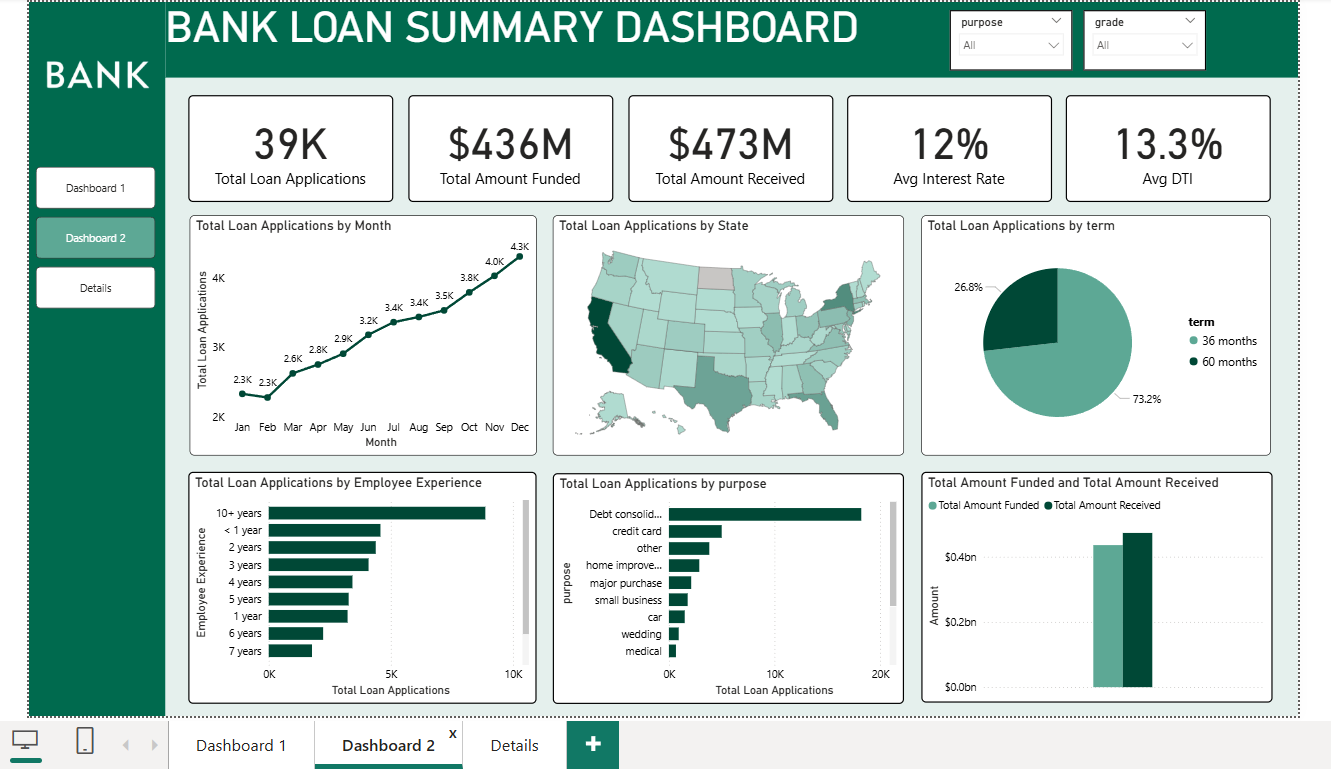 BANK LOAN SUMMARY DASHBOARD
purpose
All
grade
All
BANK
Dashboard 1
Dashboard 2
Details
39K
Total Loan Applications
$436M
Total Amount Funded
$473M
Total Amount Received
12%
Avg Interest Rate
13.3%
Avg DTI
Total Loan Applications by Month
Total Loan Applications
4K
3K
2K
2.3K
2.3K
2.6K
2.8K
2.9K
3.2K
3.4K
3.4K
3.5K
3.8K
4.0K
4.3K
Jan Feb Mar Apr May Jun Jul Aug Sep Oct Nov Dec
Month
Total Loan Applications by State
Total Loan Applications by term
26.8%
73.2%
term
36 months
60 months
Total Loan Applications by Employee Experience
Employee Experience
10+ years
< 1 year
2 years
3 years
4 years
5 years
1 year
6 years
7 years
0K 5K 10K
Total Loan Applications
Total Loan Applications by purpose
purpose
Debt consolid...
credit card
other
home improve...
major purchase
small business
car
wedding
medical
0K 10K 20K
Total Loan Applications
Total Amount Funded and Total Amount Received
Total Amount Funded Total Amount Received
Amount
$0.4bn
$0.2bn
$0.0bn
Dashboard 1
Dashboard 2 x
Details
+